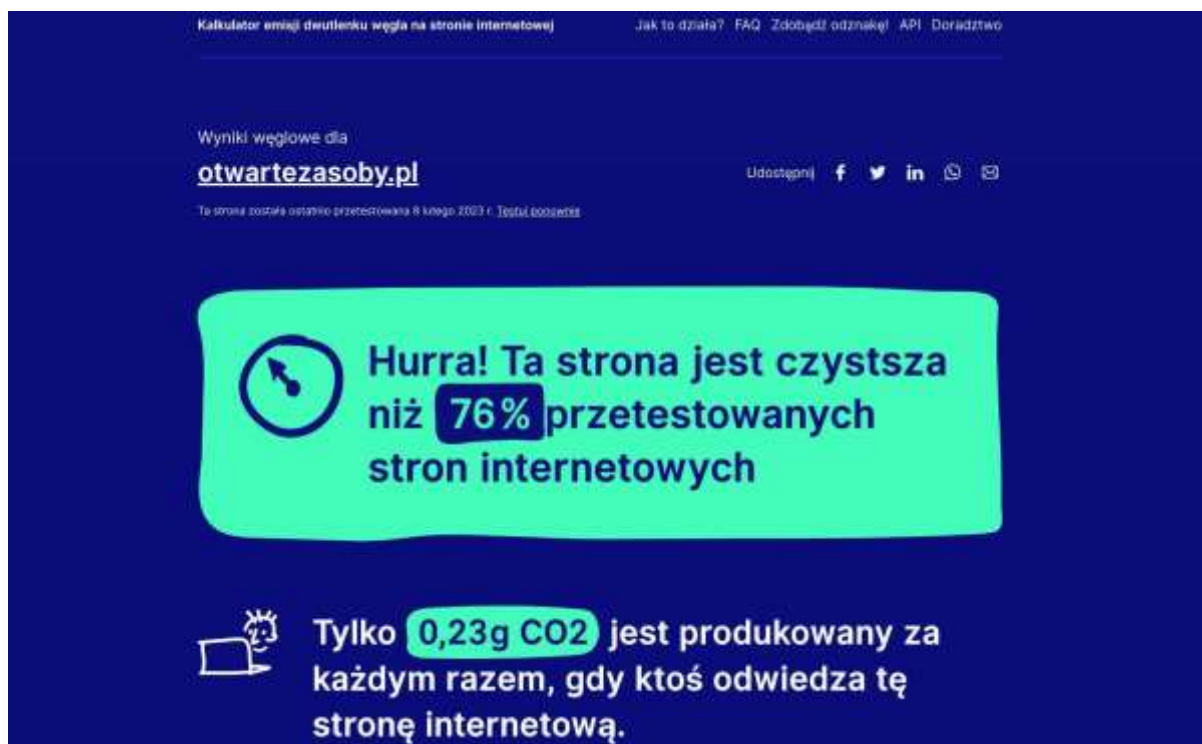 Kalkulator emisji dwutlenku węgla na stronie internetowej
Jak to działa? FAQ Zdobądź odznakę! API Doradztwo
Wyniki węglowe dla
otwartezasoby.pl
Udostępnij
Ta strona została ostatnio przetestowana 8 lutego 2023 r. Testuj ponownie
Hurra! Ta strona jest czystsza
niż 76% przetestowanych
stron internetowych
Tylko 0,23g CO2 jest produkowany za
każdym razem, gdy ktoś odwiedza tę
stronę internetową.